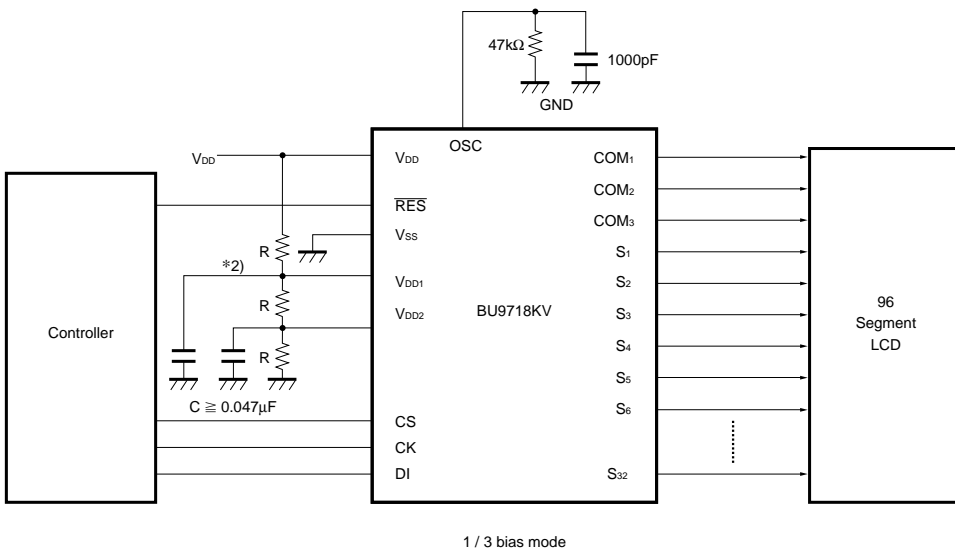 47kΩ
1000pF
GND
OSC
VDD
VDD
COM1
COM2
RES
COM3
VSS
S1
R
*2)
VDD1
S2
R
VDD2
BU9718KV
S3
96
Segment
LCD
Controller
S4
R
S5
C ≧ 0.047µF
S6
CS
CK
DI
S32
1 / 3 bias mode